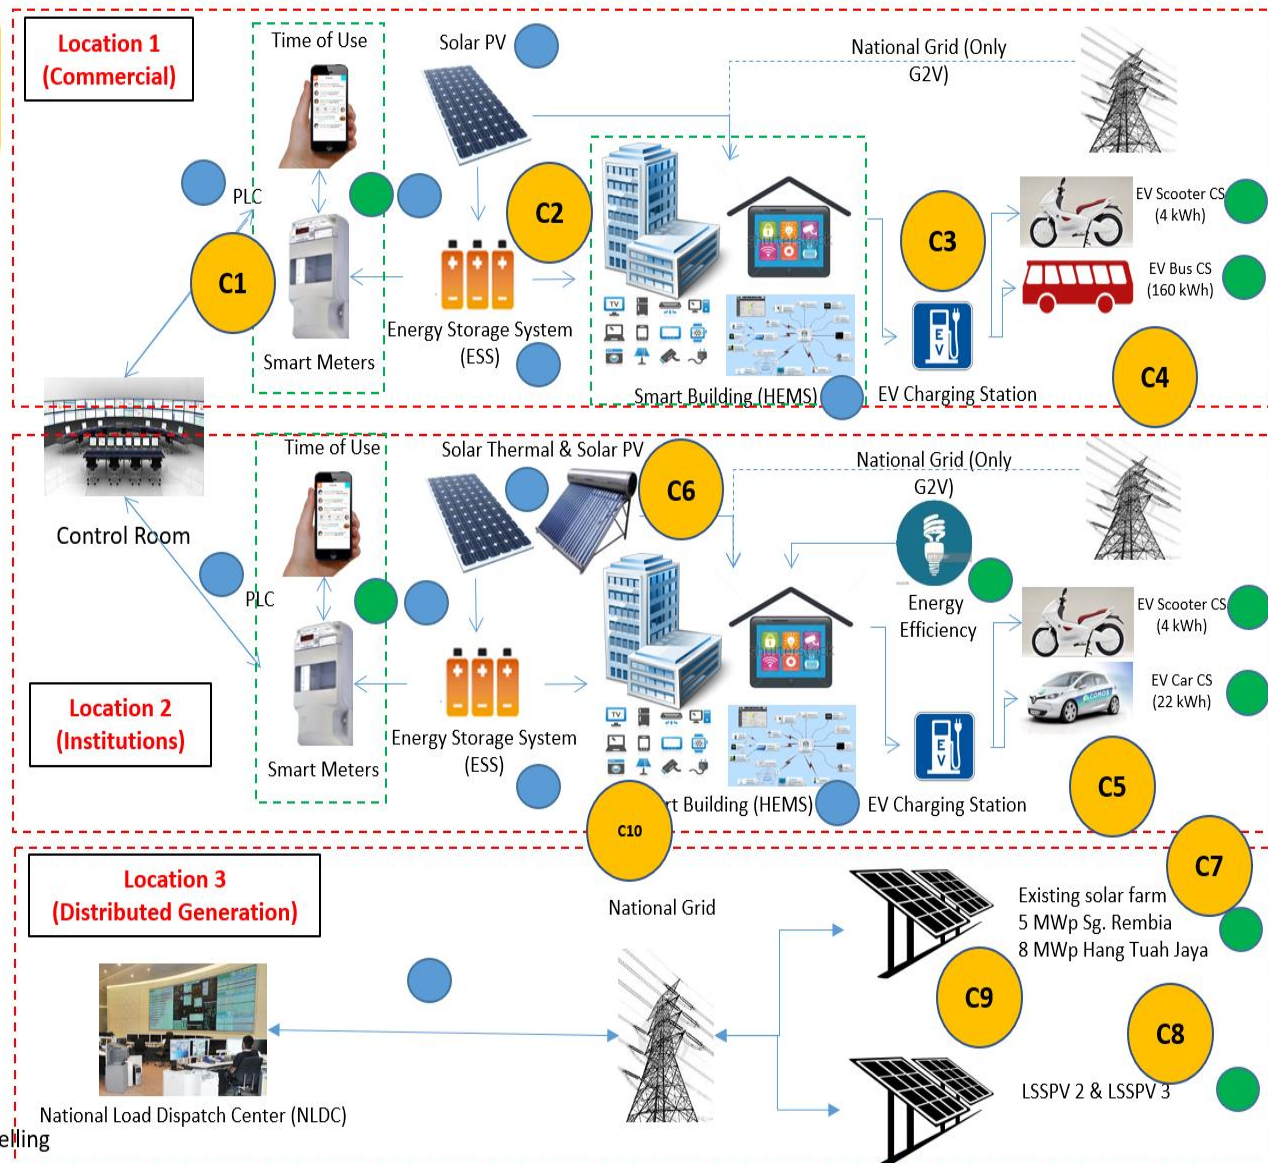 Location 1
(Commercial)
Time of Use
Solar PV
National Grid (Only
G2V)
PLC
C1
C2
C3
C4
EV Scooter CS
(4 kWh)
EV Bus CS
(160 kWh)
Smart Meters
Energy Storage System
(ESS)
TV
Smart Building (HEMS)
EV
EV Charging Station
Control Room
Time of Use
Solar Thermal & Solar PV
C6
National Grid (Only
G2V)
PLC
Energy
Efficiency
EV Scooter CS
(4 kWh)
EV Car CS
(22 kWh)
Location 2
(Institutions)
Smart Meters
Energy Storage System
(ESS)
TV
rt Building (HEMS)
EV
EV Charging Station
C5
C10
C7
Location 3
(Distributed Generation)
National Grid
Existing solar farm
5 MWp Sg. Rembia
8 MWp Hang Tuah Jaya
C9
C8
LSSPV 2 & LSSPV 3
National Load Dispatch Center (NLDC)
elling